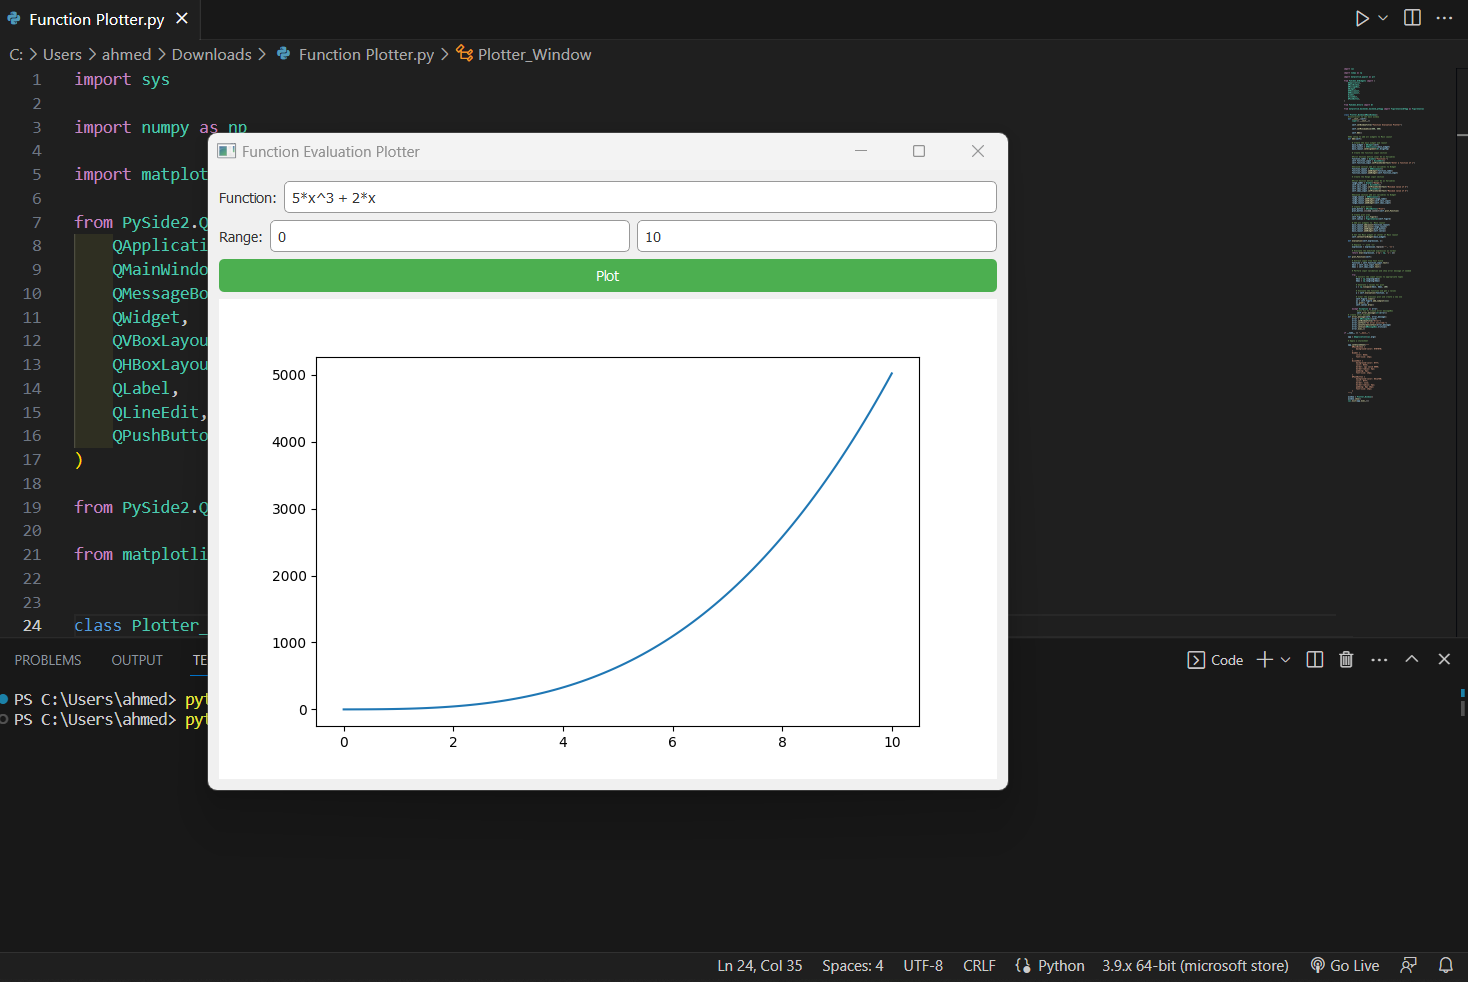 Function Plotter.py
C: > Users > ahmed > Downloads > Function Plotter.py > Plotter_Window
1 import sys
2
3 import numpy as np
4
5 import matplot
6
7 from PySide2.Q
8 QApplicati
9 QMainWindo
10 QMessageBo
11 QWidget,
12 QVBoxLayou
13 QHBoxLayou
14 QLabel,
15 QLineEdit,
16 QPushButto
17 )
18
19 from PySide2.Q
20
21 from matplotli
22
23
24 class Plotter_
Function Evaluation Plotter
Function: 5*x^3 + 2*x
Range: 0 10
Plot
5000
4000
3000
2000
1000
0
0 2 4 6 8 10
PROBLEMS OUTPUT TE Code
PS C:\Users\ahmed> pyt
PS C:\Users\ahmed> pyt
Ln 24, Col 35 Spaces: 4 UTF-8 CRLF Python 3.9.x 64-bit (microsoft store) Go Live